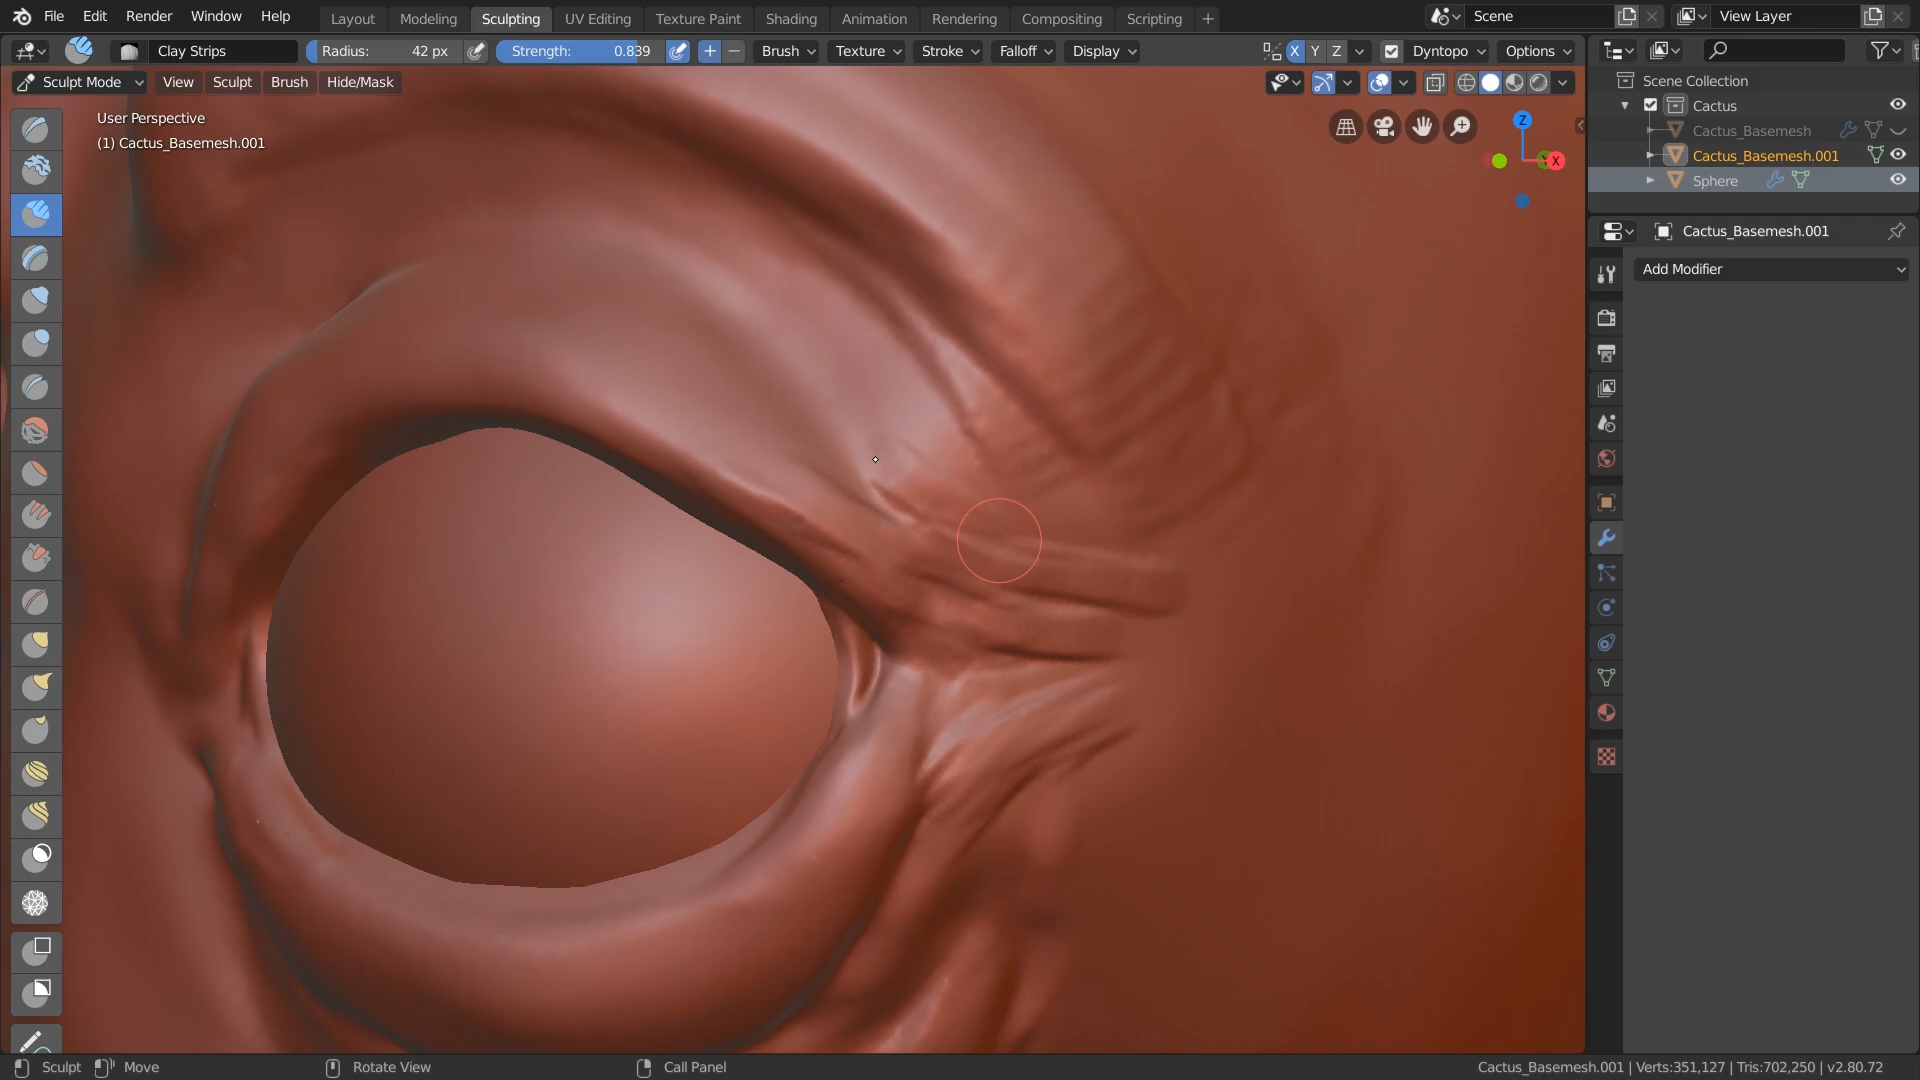 File Edit Render Window Help Layout Modeling Sculpting UV Editing Texture Paint Shading Animation Rendering Compositing Scripting + Scene View Layer
Clay Strips Radius: 42 px Strength: 0.839 + − Brush Texture Stroke Falloff Display X Y Z Dyntopo Options
Sculpt Mode View Sculpt Brush Hide/Mask
User Perspective
(1) Cactus_Basemesh.001
Z
X
Scene Collection
Cactus
Cactus_Basemesh
Cactus_Basemesh.001
Sphere
Cactus_Basemesh.001
Add Modifier
Sculpt Move Rotate View Call Panel Cactus_Basemesh.001 | Verts:351,127 | Tris:702,250 | v2.80.72